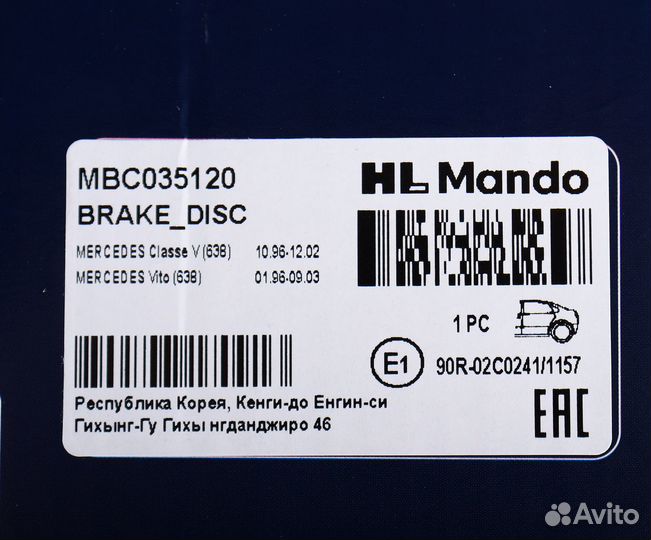 MBC035120
BRAKE_DISC
HL Mando
MERCEDES Classe V (638) 10.96-12.02
MERCEDES Vito (638) 01.96-09.03
1 PC
E1 90R-02C0241/1157
Республика Корея, Кенги-до Енгин-си
Гихынг-Гу Гихы нгданджиро 46
EAC
Avito